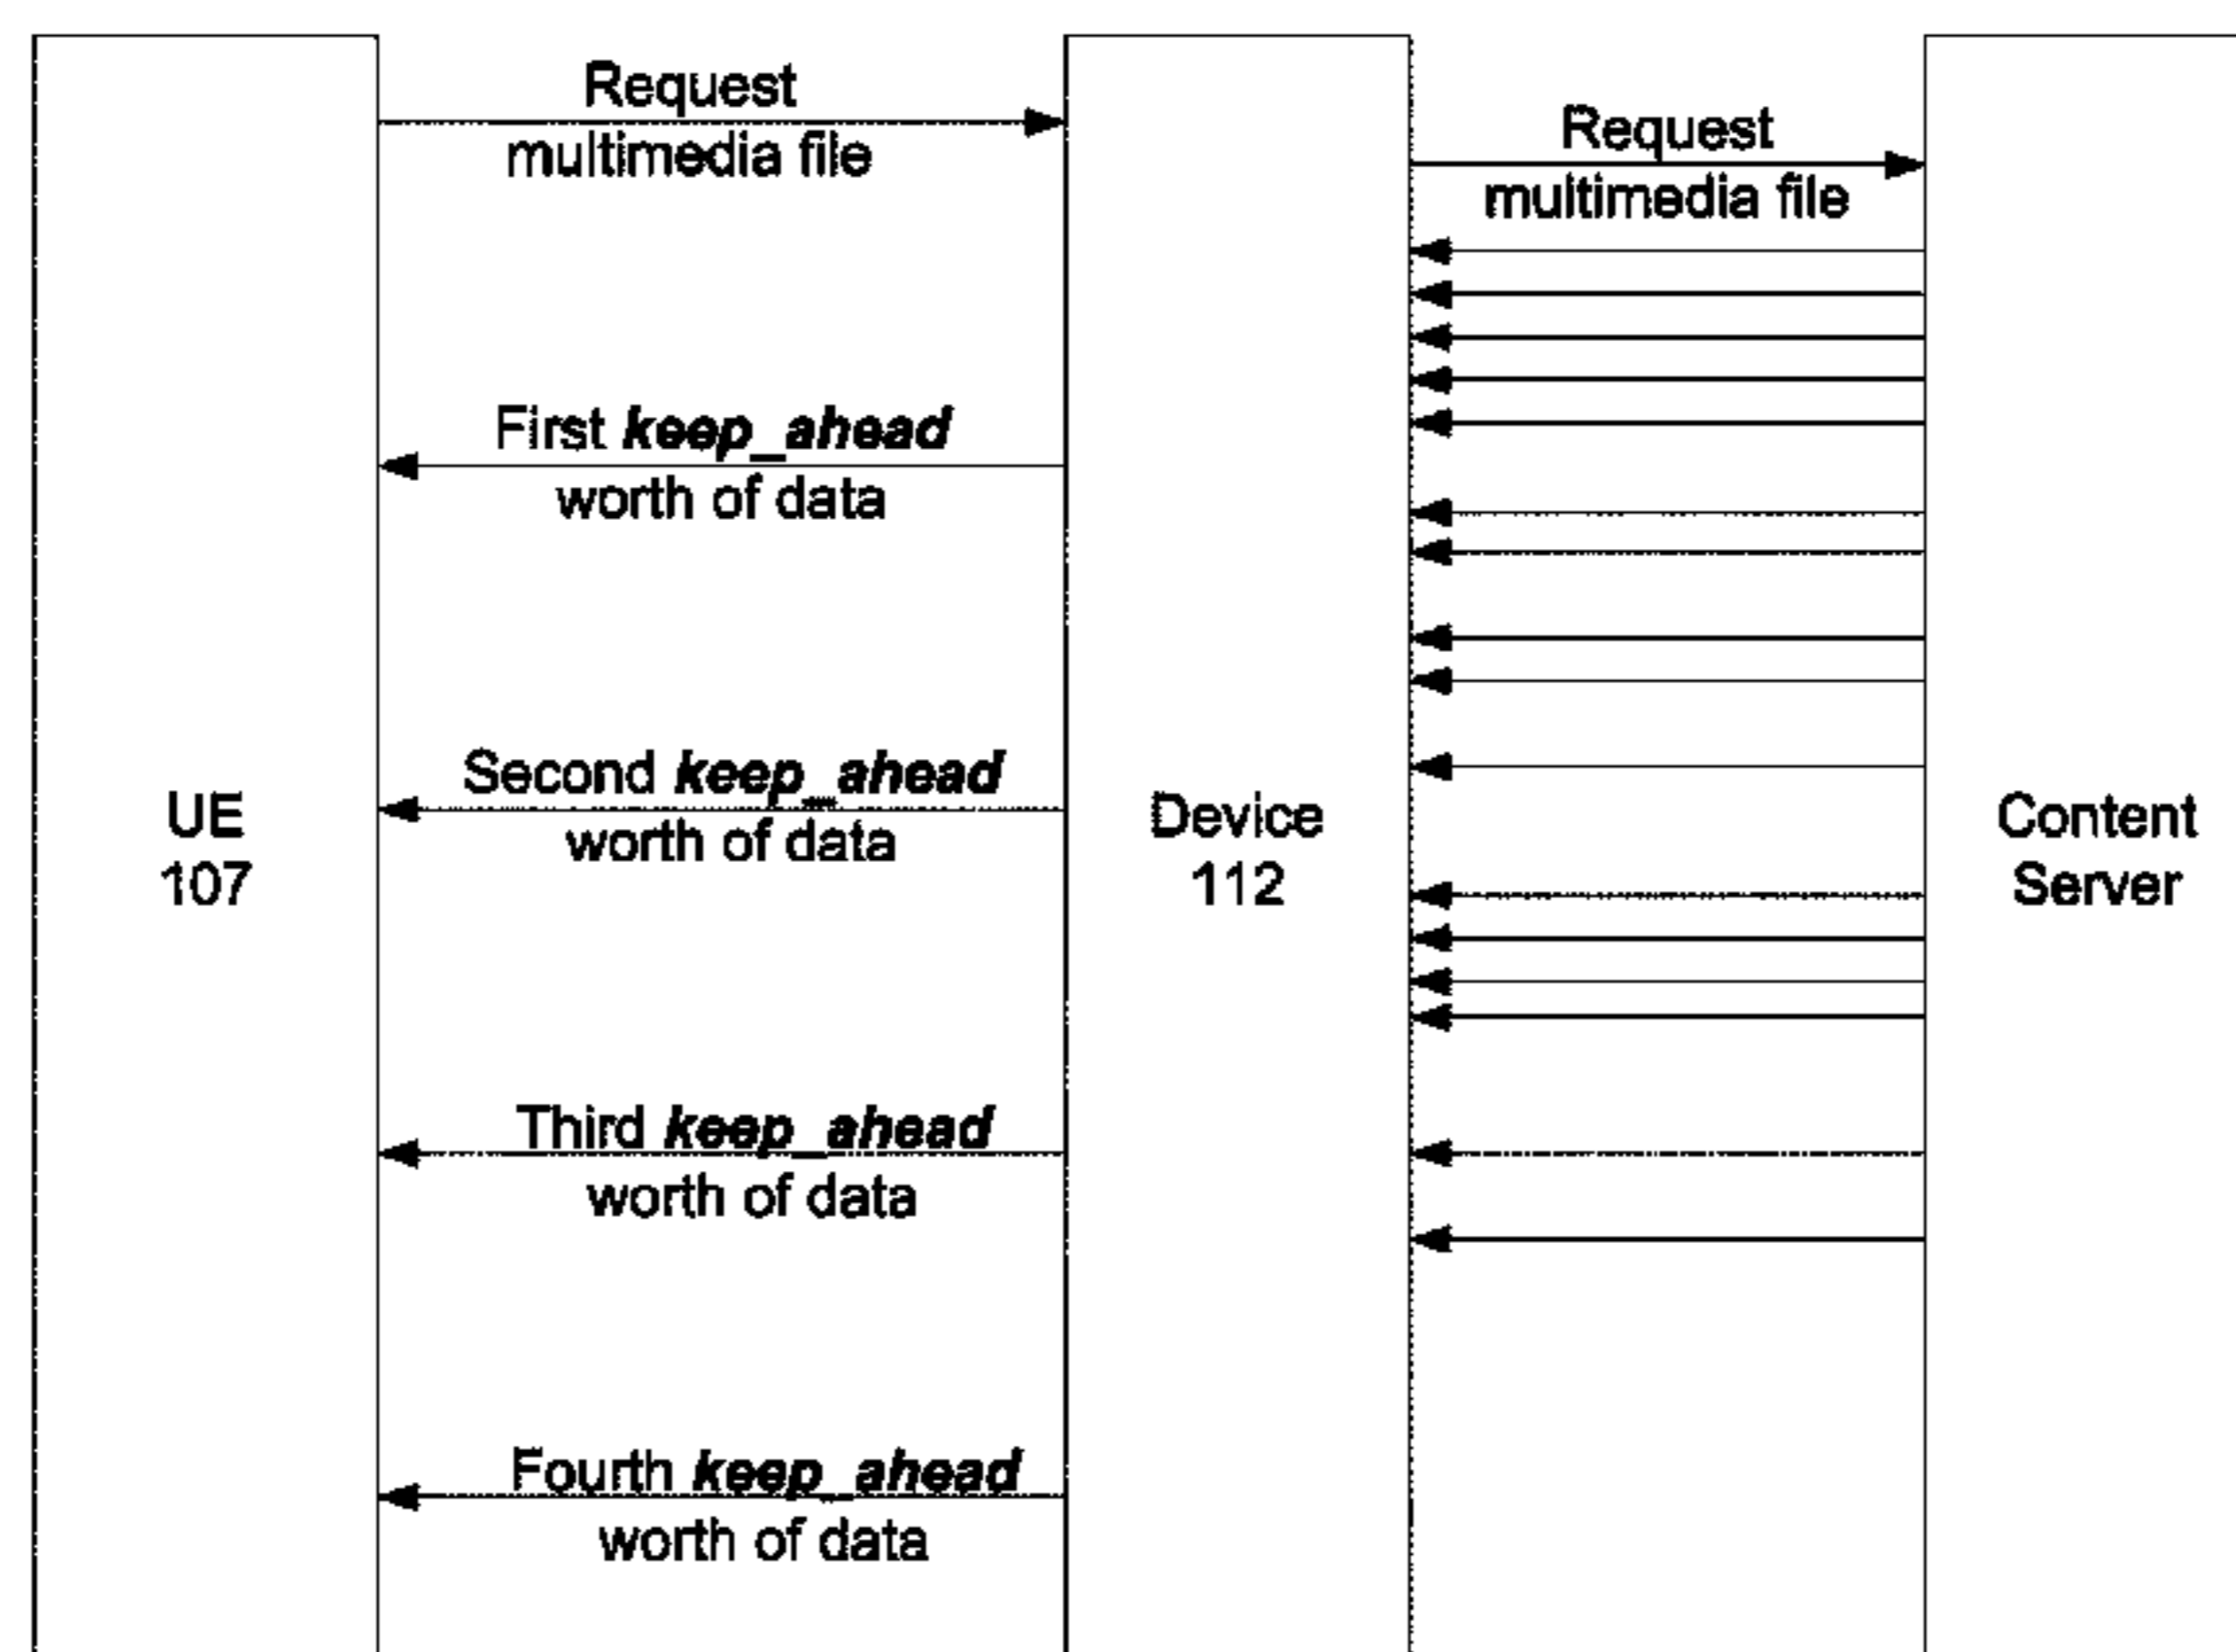 Request
multimedia file
Request
multimedia file
First keep_ahead
worth of data
Second keep_ahead
worth of data
UE
107
Device
112
Content
Server
Third keep_ahead
worth of data
Fourth keep_ahead
worth of data